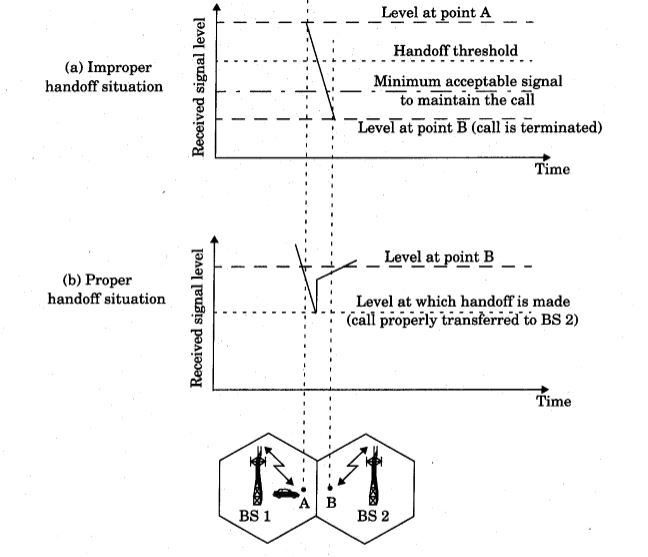 Received signal level
Level at point A
Handoff threshold
(a) Improper
handoff situation
Minimum acceptable signal
to maintain the call
Level at point B (call is terminated)
Time
Received signal level
Level at point B
(b) Proper
handoff situation
Level at which handoff is made
(call properly transferred to BS 2)
Time
A
B
BS 1
BS 2